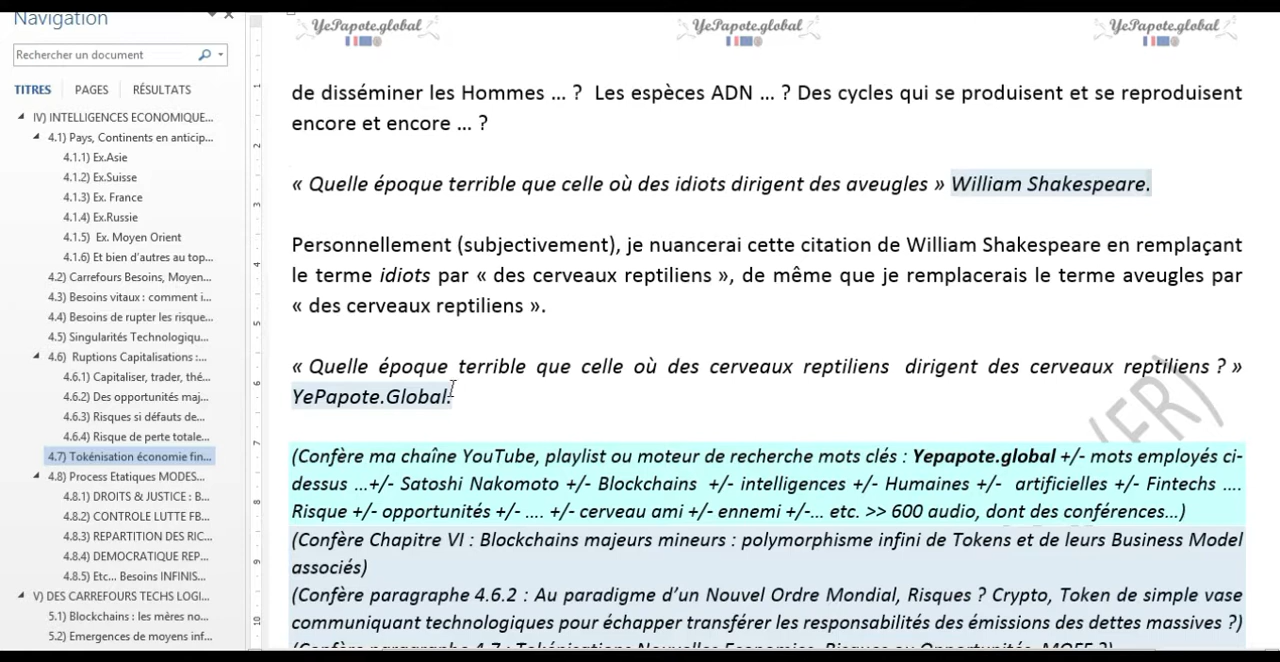 Navigation
Rechercher un document
TITRES PAGES RÉSULTATS
IV) INTELLIGENCES ECONOMIQUE...
4.1) Pays, Continents en anticip...
4.1.1) Ex.Asie
4.1.2) Ex.Suisse
4.1.3) Ex. France
4.1.4) Ex.Russie
4.1.5) Ex. Moyen Orient
4.1.6) Et bien d'autres au top...
4.2) Carrefours Besoins, Moyen...
4.3) Besoins vitaux : comment i...
4.4) Besoins de rupter les risque...
4.5) Singularités Technologiqu...
4.6) Ruptions Capitalisations :...
4.6.1) Capitaliser, trader, thé...
4.6.2) Des opportunités maj...
4.6.3) Risques si défauts de...
4.6.4) Risque de perte totale...
4.7) Tokénisation économie fin...
4.8) Process Etatiques MODES...
4.8.1) DROITS & JUSTICE : B...
4.8.2) CONTROLE LUTTE FB...
4.8.3) REPARTITION DES RIC...
4.8.4) DEMOCRATIQUE REP...
4.8.5) Etc... Besoins INFINIS...
V) DES CARREFOURS TECHS LOGI...
5.1) Blockchains : les mères no...
5.2) Emergences de moyens inf...
YePapote.global YePapote.global YePapote.global
de disséminer les Hommes ... ? Les espèces ADN ... ? Des cycles qui se produisent et se reproduisent
encore et encore ... ?
« Quelle époque terrible que celle où des idiots dirigent des aveugles » William Shakespeare.
Personnellement (subjectivement), je nuancerai cette citation de William Shakespeare en remplaçant
le terme idiots par « des cerveaux reptiliens », de même que je remplacerais le terme aveugles par
« des cerveaux reptiliens ».
« Quelle époque terrible que celle où des cerveaux reptiliens dirigent des cerveaux reptiliens ? »
YePapote.Global.
(Confère ma chaîne YouTube, playlist ou moteur de recherche mots clés : Yepapote.global +/- mots employés ci-
dessus ...+/- Satoshi Nakomoto +/- Blockchains +/- intelligences +/- Humaines +/- artificielles +/- Fintechs ....
Risque +/- opportunités +/- .... +/- cerveau ami +/- ennemi +/-... etc. >> 600 audio, dont des conférences...)
(Confère Chapitre VI : Blockchains majeurs mineurs : polymorphisme infini de Tokens et de leurs Business Model
associés)
(Confère paragraphe 4.6.2 : Au paradigme d'un Nouvel Ordre Mondial, Risques ? Crypto, Token de simple vase
communiquant technologiques pour échapper transférer les responsabilités des émissions des dettes massives ?)
(Confère paragraphe 4.7 : Tokénisations Nouvelles Economies, Risques ou Opportunités